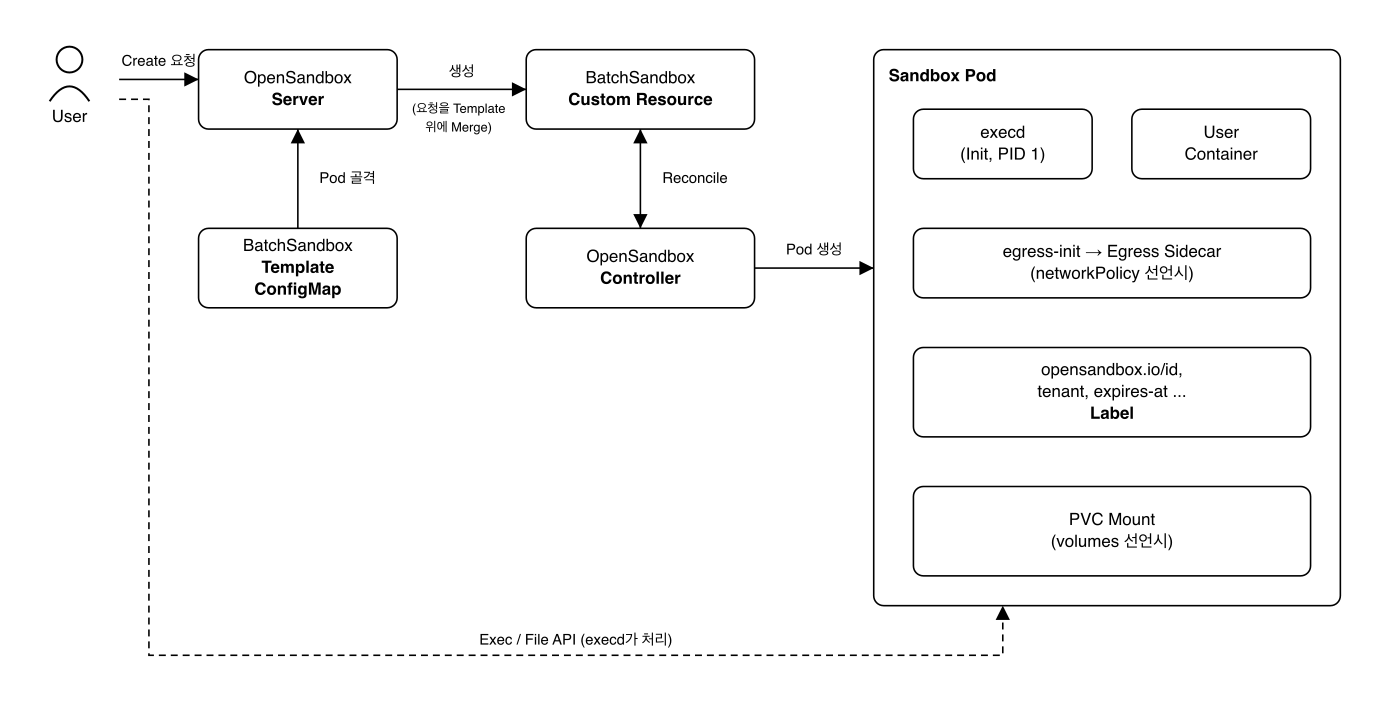 User
Create 요청
OpenSandbox
Server
생성
(요청을 Template
위에 Merge)
BatchSandbox
Custom Resource
Pod 골격
BatchSandbox
Template
ConfigMap
Reconcile
OpenSandbox
Controller
Pod 생성
Sandbox Pod
execd
(Init, PID 1)
User
Container
egress-init → Egress Sidecar
(networkPolicy 선언시)
opensandbox.io/id,
tenant, expires-at ...
Label
PVC Mount
(volumes 선언시)
Exec / File API (execd가 처리)